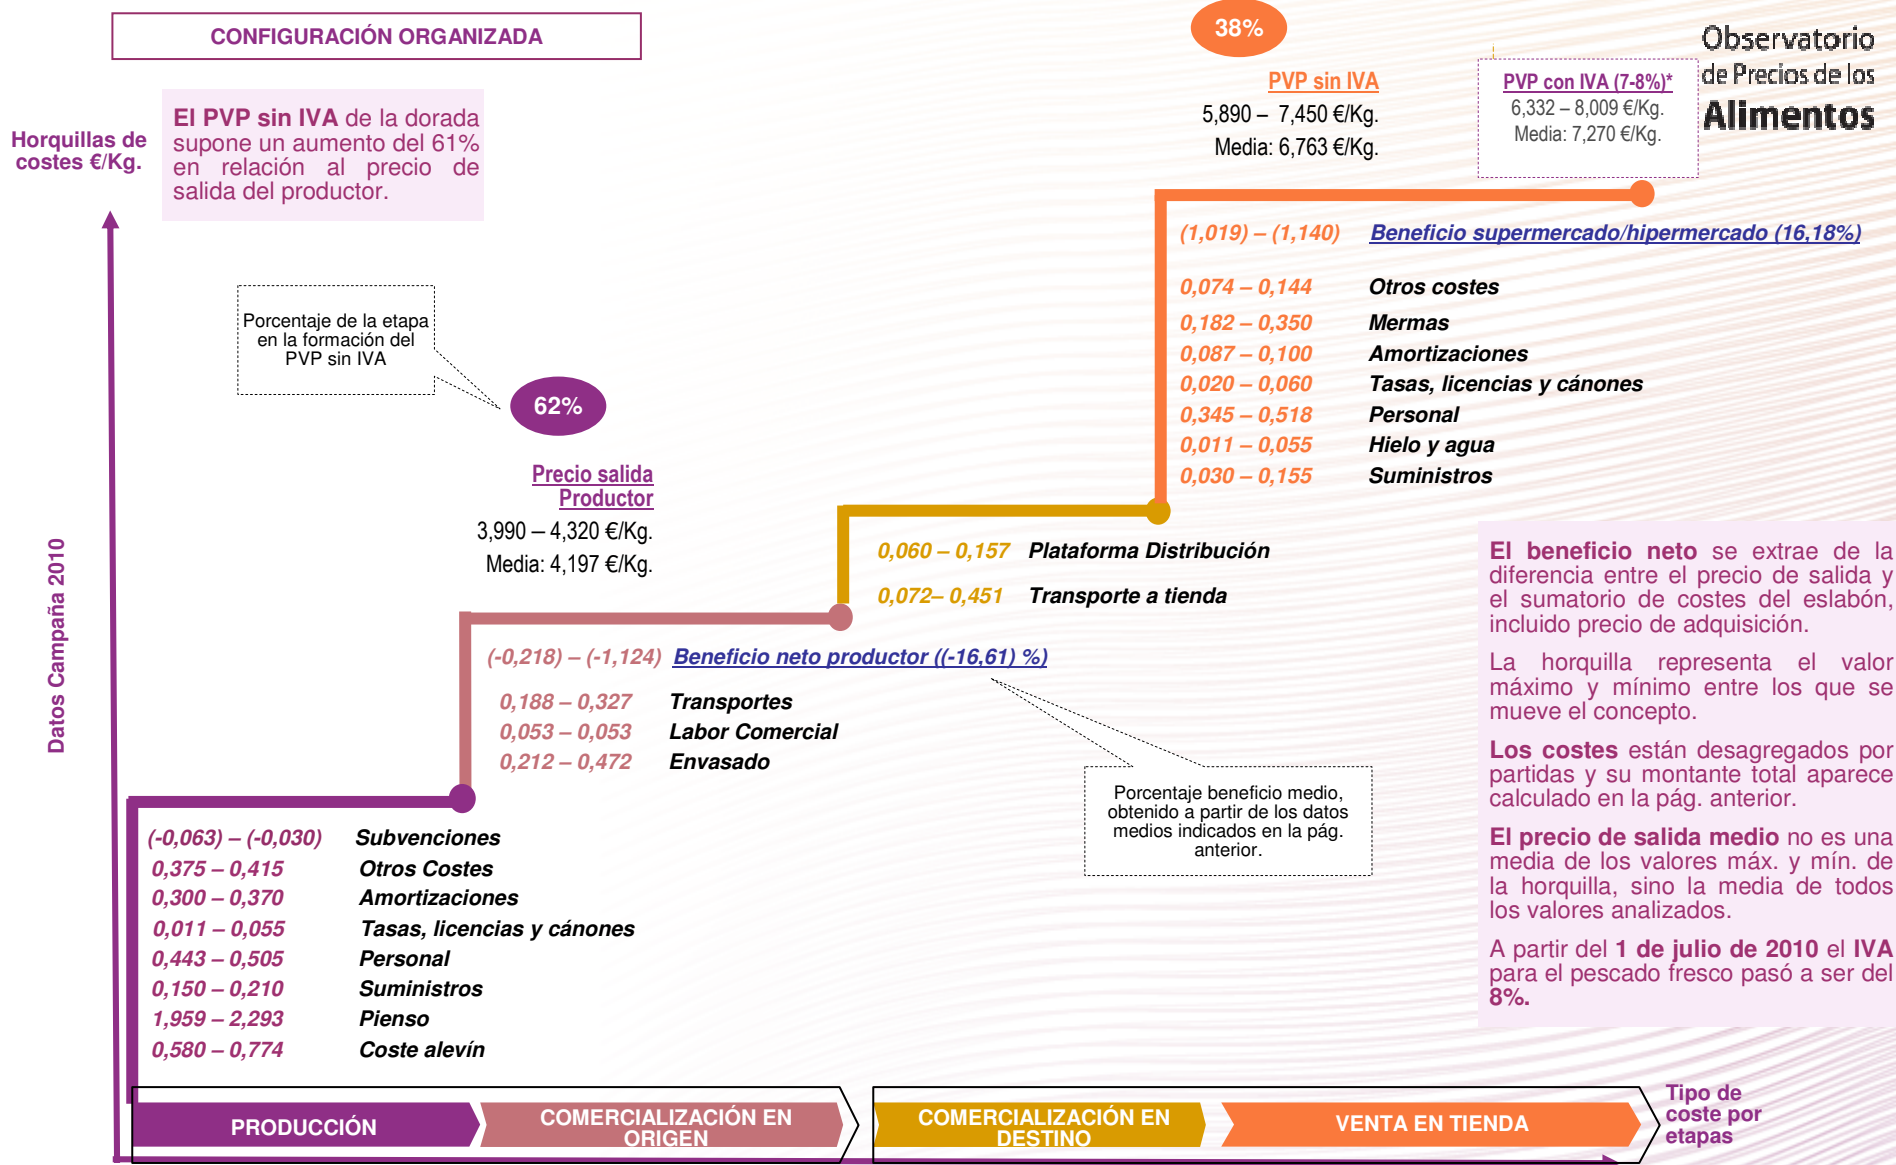 CONFIGURACIÓN ORGANIZADA
38%
Observatorio
de Precios de los
Alimentos
PVP sin IVA
5,890 – 7,450 €/Kg.
Media: 6,763 €/Kg.
PVP con IVA (7-8%)*
6,332 – 8,009 €/Kg.
Media: 7,270 €/Kg.
Horquillas de
costes €/Kg.
El PVP sin IVA de la dorada
supone un aumento del 61%
en relación al precio de
salida del productor.
(1,019) – (1,140) Beneficio supermercado/hipermercado (16,18%)
0,074 – 0,144 Otros costes
0,182 – 0,350 Mermas
0,087 – 0,100 Amortizaciones
0,020 – 0,060 Tasas, licencias y cánones
0,345 – 0,518 Personal
0,011 – 0,055 Hielo y agua
0,030 – 0,155 Suministros
Porcentaje de la etapa
en la formación del
PVP sin IVA
62%
Precio salida
Productor
3,990 – 4,320 €/Kg.
Media: 4,197 €/Kg.
0,060 – 0,157 Plataforma Distribución
0,072– 0,451 Transporte a tienda
Datos Campaña 2010
(-0,218) – (-1,124) Beneficio neto productor ((-16,61) %)
0,188 – 0,327 Transportes
0,053 – 0,053 Labor Comercial
0,212 – 0,472 Envasado
Porcentaje beneficio medio,
obtenido a partir de los datos
medios indicados en la pág.
anterior.
El beneficio neto se extrae de la
diferencia entre el precio de salida y
el sumatorio de costes del eslabón,
incluido precio de adquisición.
La horquilla representa el valor
máximo y mínimo entre los que se
mueve el concepto.
Los costes están desagregados por
partidas y su montante total aparece
calculado en la pág. anterior.
El precio de salida medio no es una
media de los valores máx. y mín. de
la horquilla, sino la media de todos
los valores analizados.
A partir del 1 de julio de 2010 el IVA
para el pescado fresco pasó a ser del
8%.
(-0,063) – (-0,030) Subvenciones
0,375 – 0,415 Otros Costes
0,300 – 0,370 Amortizaciones
0,011 – 0,055 Tasas, licencias y cánones
0,443 – 0,505 Personal
0,150 – 0,210 Suministros
1,959 – 2,293 Pienso
0,580 – 0,774 Coste alevín
PRODUCCIÓN
COMERCIALIZACIÓN EN
ORIGEN
COMERCIALIZACIÓN EN
DESTINO
VENTA EN TIENDA
Tipo de
coste por
etapas